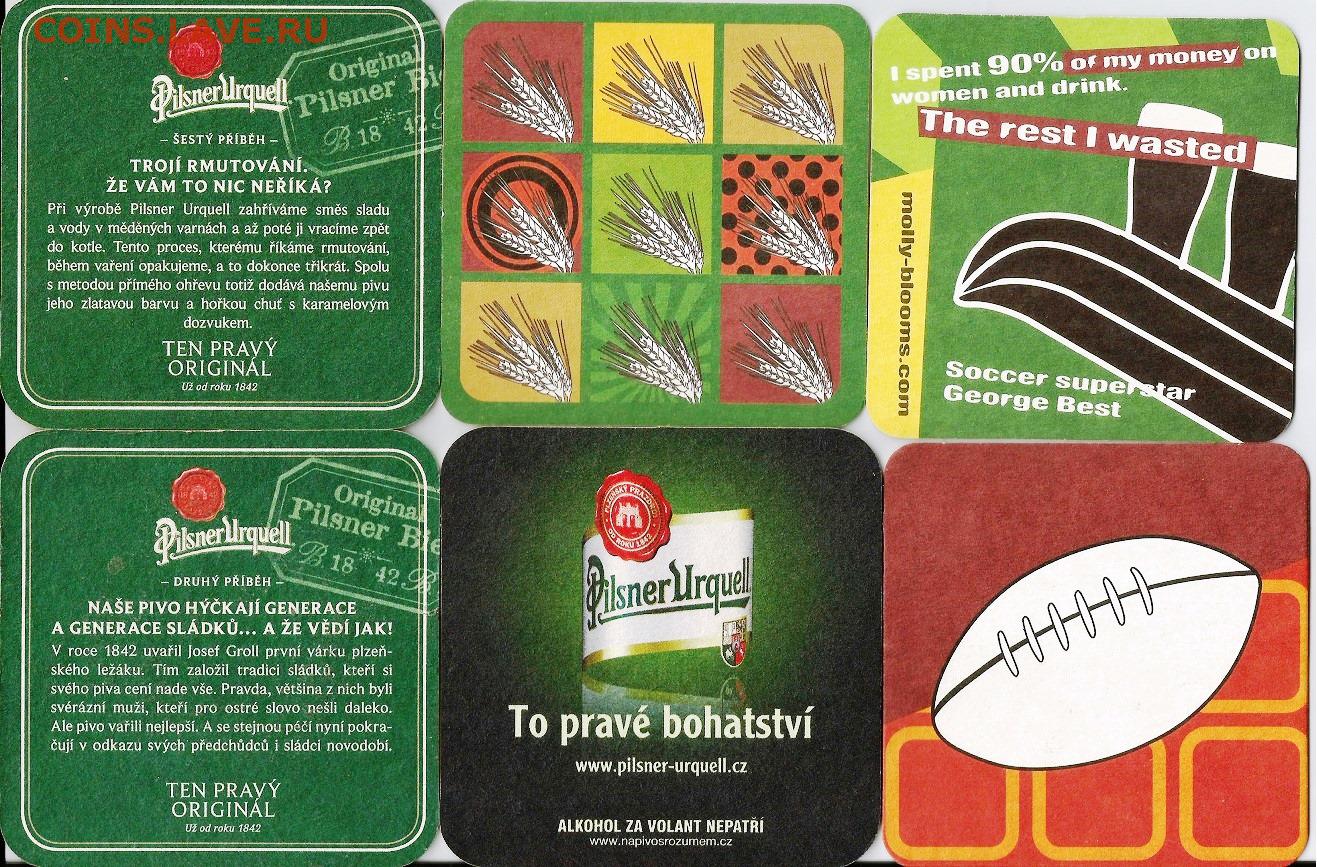 COINS.LAVE.RU
Pilsner Urquell
Original
Pilsner Bi
B 18 42
– ŠESTÝ PŘÍBĚH –
TROJÍ RMUTOVÁNÍ.
ŽE VÁM TO NIC NEŘÍKÁ?
Při výrobě Pilsner Urquell zahříváme směs sladu
a vody v měděných varnách a až poté ji vracíme zpět
do kotle. Tento proces, kterému říkáme rmutování,
během vaření opakujeme, a to dokonce třikrát. Spolu
s metodou přímého ohřevu totiž dodává našemu pivu
jeho zlatavou barvu a hořkou chuť s karamelovým
dozvukem.
TEN PRAVÝ
ORIGINÁL
Už od roku 1842
I spent 90% of my money on
women and drink.
The rest I wasted
molly-blooms.com
Soccer superstar
George Best
Pilsner Urquell
Original
Pilsner Bie
B 18 42 B
– DRUHÝ PŘÍBĚH –
NAŠE PIVO HÝČKAJÍ GENERACE
A GENERACE SLÁDKŮ... A ŽE VĚDÍ JAK!
V roce 1842 uvařil Josef Groll první várku plzeň-
ského ležáku. Tím založil tradici sládků, kteří si
svého piva cení nade vše. Pravda, většina z nich byli
svérázní muži, kteří pro ostré slovo nešli daleko.
Ale pivo vařili nejlepší. A se stejnou péčí nyní pokra-
čují v odkazu svých předchůdců i sládci novodobí.
TEN PRAVÝ
ORIGINÁL
Už od roku 1842
PLZEŇSKÝ PRAZDROJ
OD ROKU 1842
Pilsner Urquell
To pravé bohatství
www.pilsner-urquell.cz
ALKOHOL ZA VOLANT NEPATŘÍ
www.napivosrozumem.cz